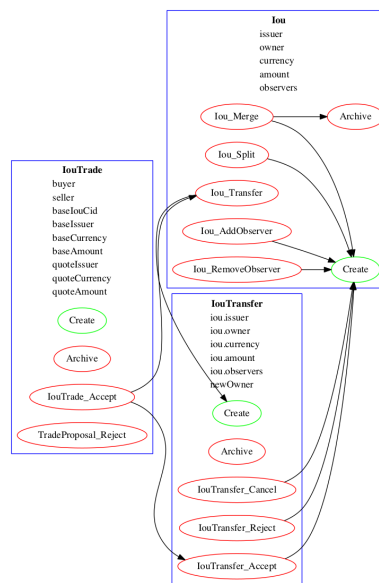 Iou
issuer
owner
currency
amount
observers
Iou_Merge
Archive
Iou_Split
Iou_Transfer
Iou_AddObserver
Iou_RemoveObserver
Create
IouTrade
buyer
seller
baseIouCid
baseIssuer
baseCurrency
baseAmount
quoteIssuer
quoteCurrency
quoteAmount
Create
Archive
IouTrade_Accept
TradeProposal_Reject
IouTransfer
iou.issuer
iou.owner
iou.currency
iou.amount
iou.observers
newOwner
Create
Archive
IouTransfer_Cancel
IouTransfer_Reject
IouTransfer_Accept